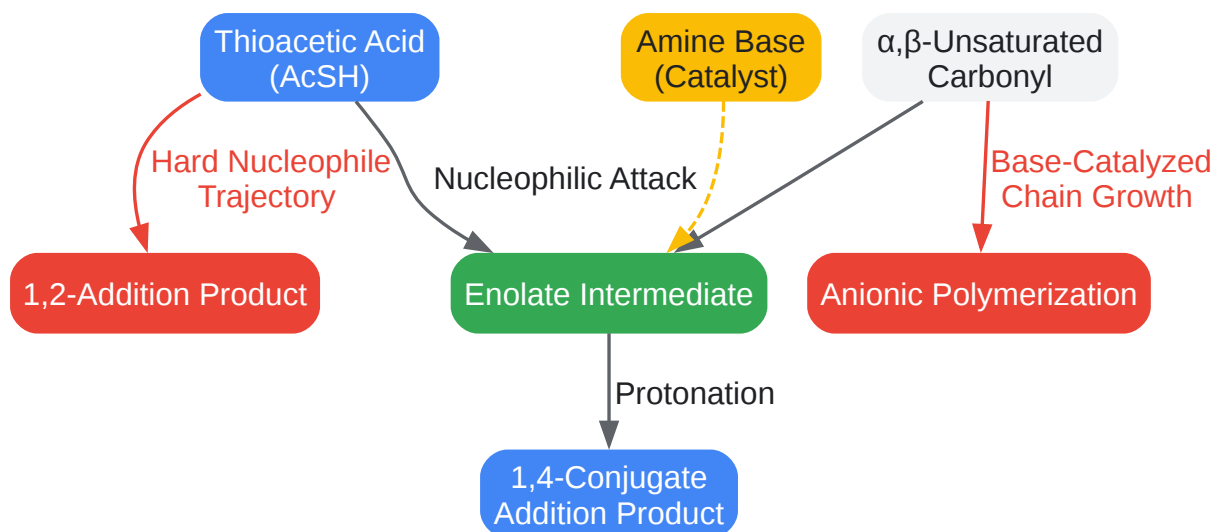 Thioacetic Acid
(AcSH)
Amine Base
(Catalyst)
α,β-Unsaturated
Carbonyl
Hard Nucleophile
Trajectory
Nucleophilic Attack
Base-Catalyzed
Chain Growth
1,2-Addition Product
Enolate Intermediate
Anionic Polymerization
Protonation
1,4-Conjugate
Addition Product